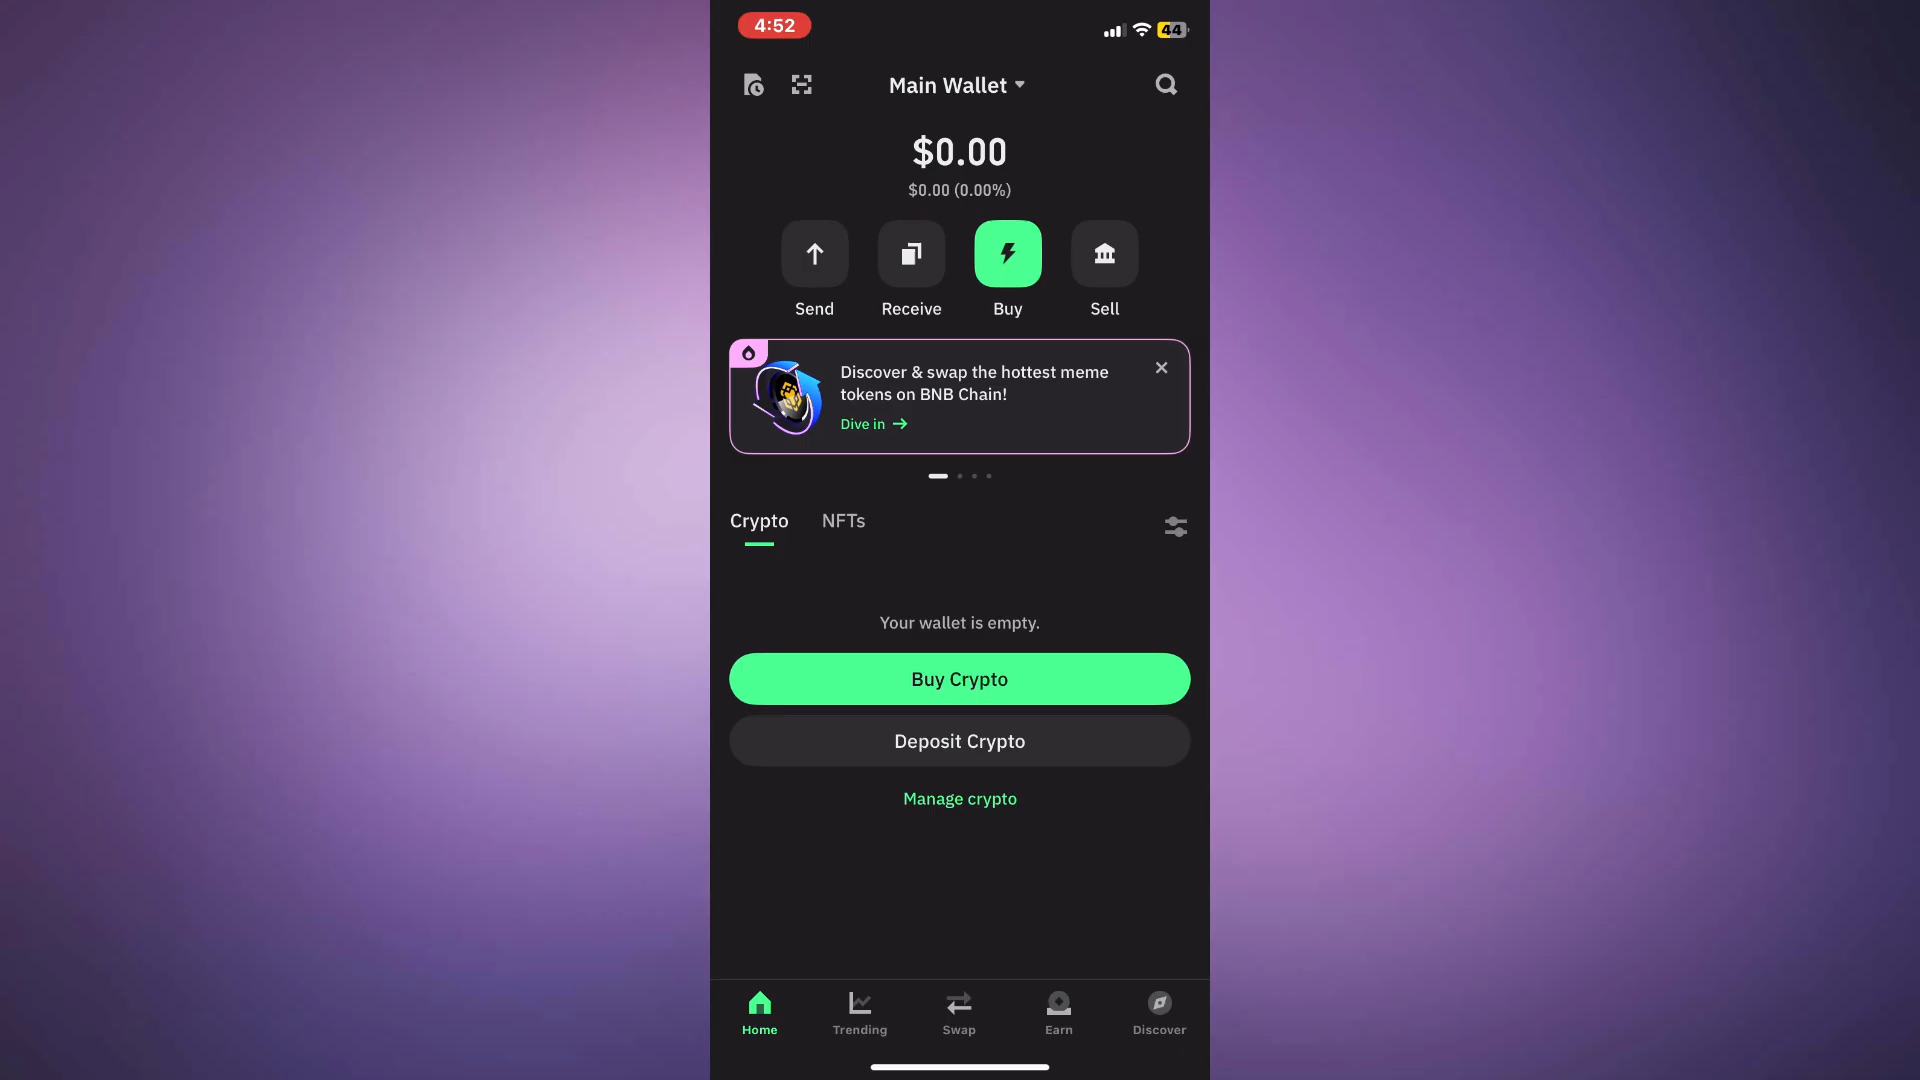 4:52
44
Main Wallet
$0.00
$0.00 (0.00%)
Send
Receive
Buy
Sell
Discover & swap the hottest meme
tokens on BNB Chain!
Dive in
Crypto
NFTs
Your wallet is empty.
Buy Crypto
Deposit Crypto
Manage crypto
Home
Trending
Swap
Earn
Discover